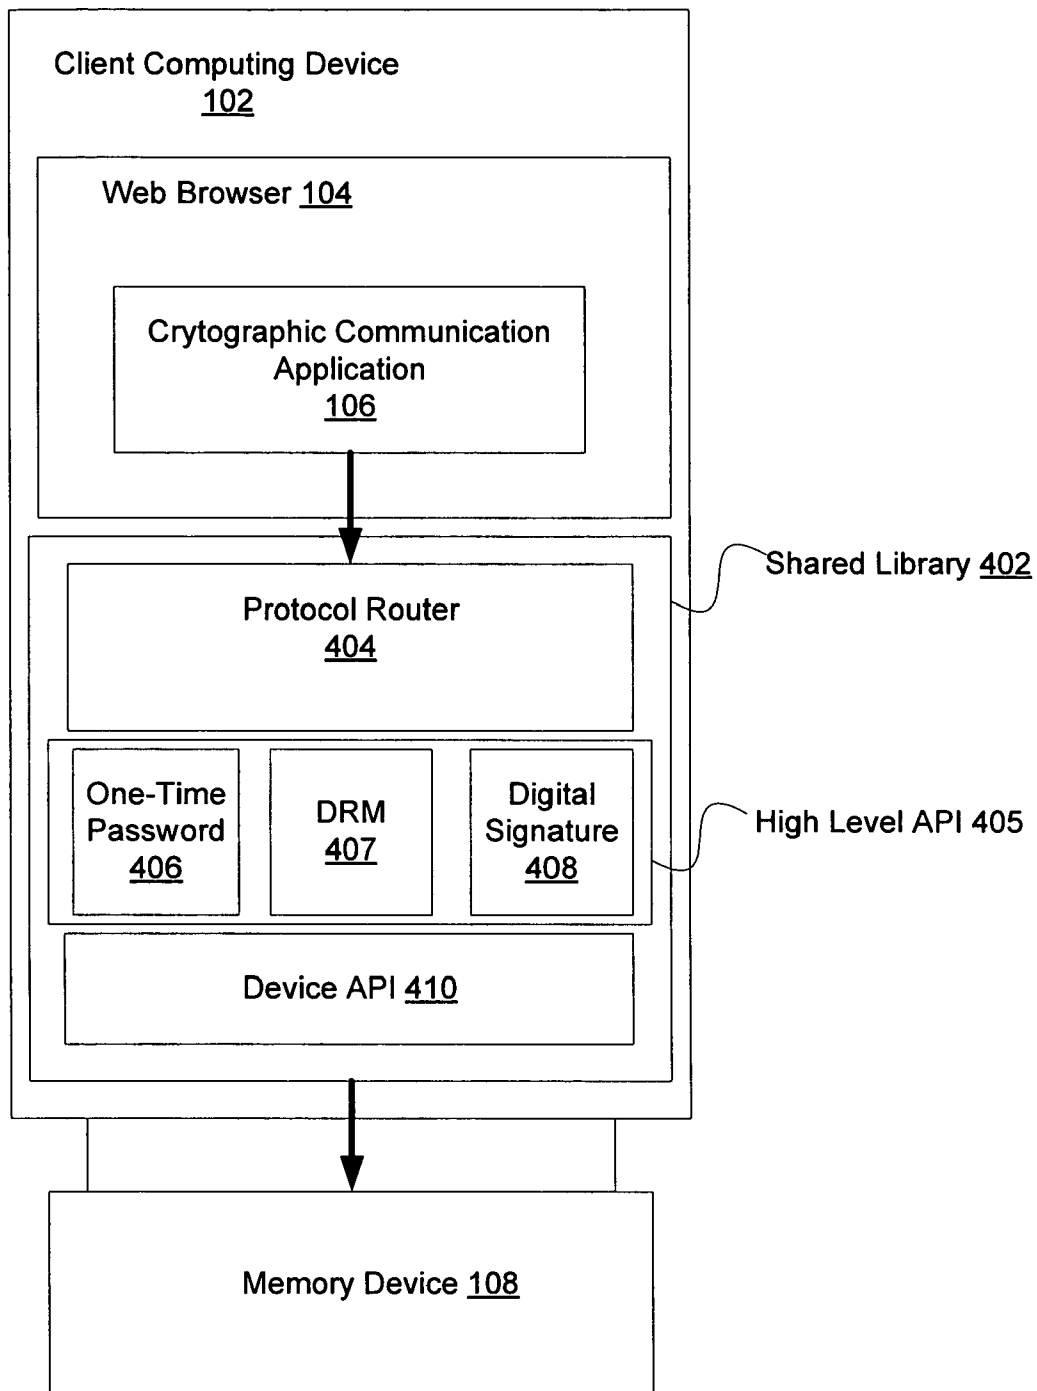 Client Computing Device
102
Web Browser 104
Crytographic Communication
Application
106
Shared Library 402
Protocol Router
404
One-Time
Password
406
DRM
407
Digital
Signature
408
High Level API 405
Device API 410
Memory Device 108